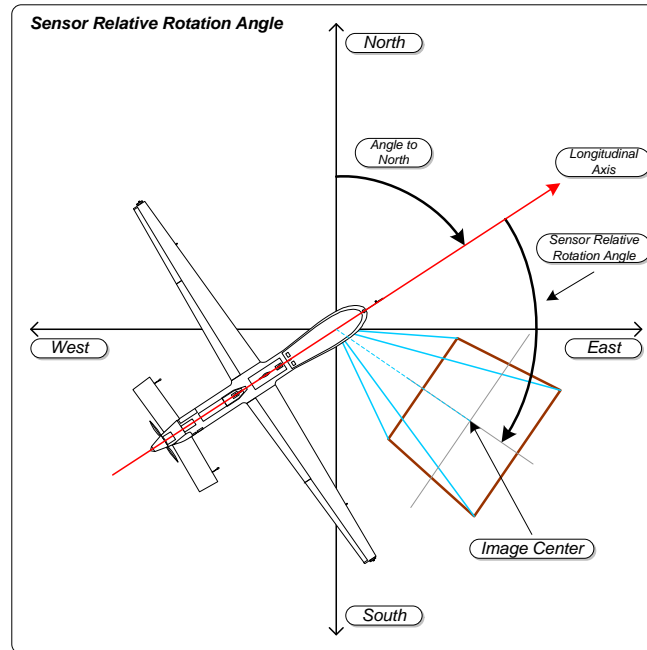 Sensor Relative Rotation Angle
North
Angle to
North
Longitudinal
Axis
Sensor Relative
Rotation Angle
West
East
Image Center
South